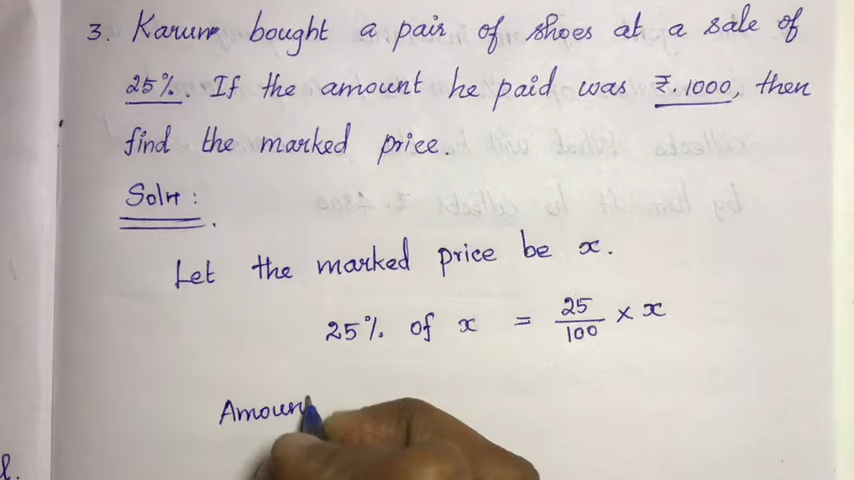 3. Karun bought a pair of shoes at a sale of
25%. If the amount he paid was ₹.1000, then
find the marked price.
Soln :
Let the marked price be x.
25% of x = 25/100 × x
Amoun